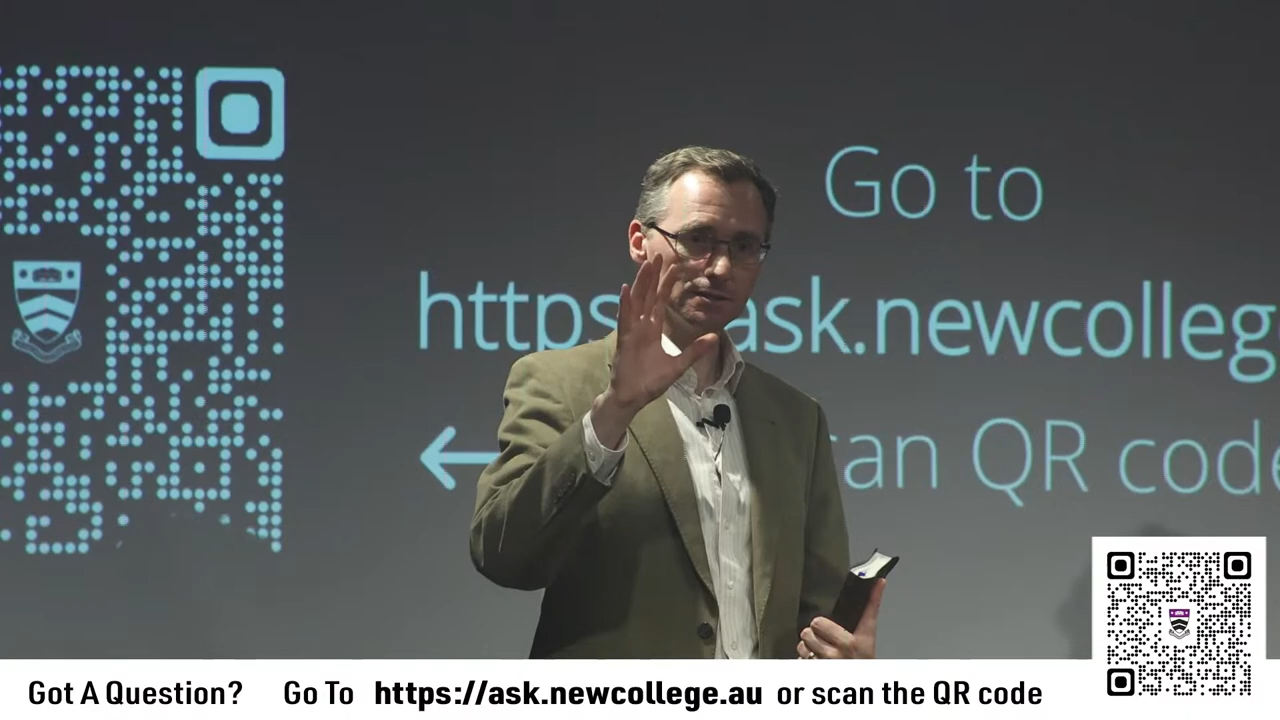 Go to
https ask.newcolleg
can QR code
Got A Question? Go To https://ask.newcollege.au or scan the QR code